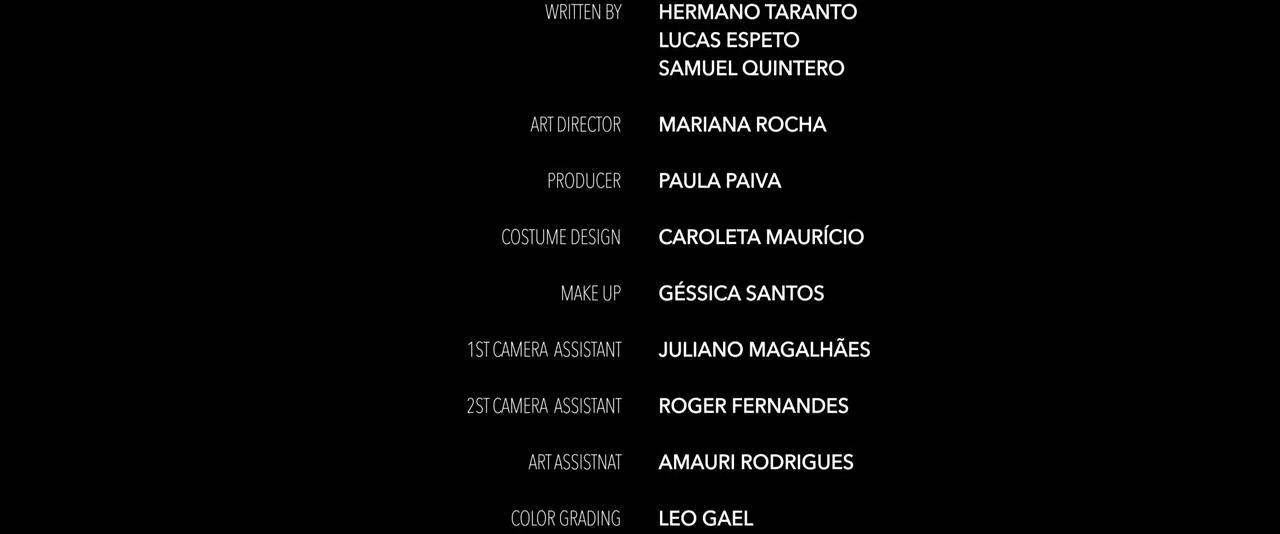 WRITTEN BY HERMANO TARANTO
LUCAS ESPETO
SAMUEL QUINTERO
ART DIRECTOR MARIANA ROCHA
PRODUCER PAULA PAIVA
COSTUME DESIGN CAROLETA MAURÍCIO
MAKE UP GÉSSICA SANTOS
1ST CAMERA ASSISTANT JULIANO MAGALHÃES
2ST CAMERA ASSISTANT ROGER FERNANDES
ART ASSISTNAT AMAURI RODRIGUES
COLOR GRADING LEO GAEL